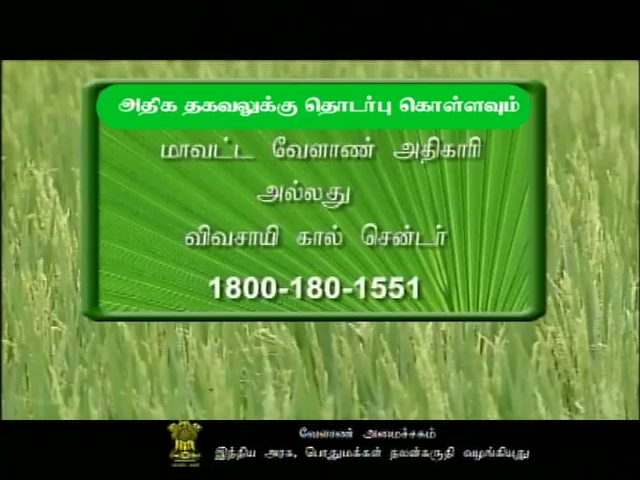 அதிக தகவலுக்கு தொடர்பு கொள்ளவும்
மாவட்ட வேளாண் அதிகாரி
அல்லது
விவசாயி கால் சென்டர்
1800-180-1551
வேளாண் அமைச்சகம்
இந்திய அரசு, பொதுமக்கள் நலன்கருதி வழங்கியது